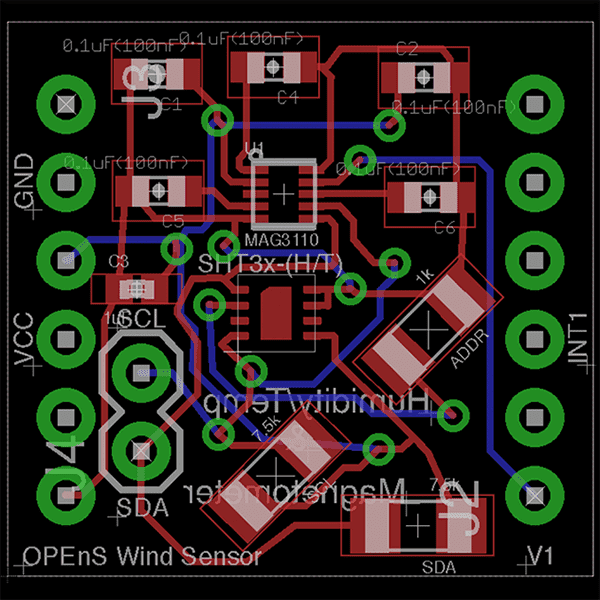 0.1uF(100nF)
0.1uF(100nF)
C2
J3
C1
C4
0.1uF(100nF)
U1
0.1uF(100nF)
0.1uF(100nF)
GND
C5
C6
MAG3110
SHT3x-(H/T)
C3
1k
SCL
VCC
INT1
ADDR
Humidity/Temp
7.5k
J4
Magnetometer
7.5k
J2
SDA
OPEnS Wind Sensor
V1
SDA